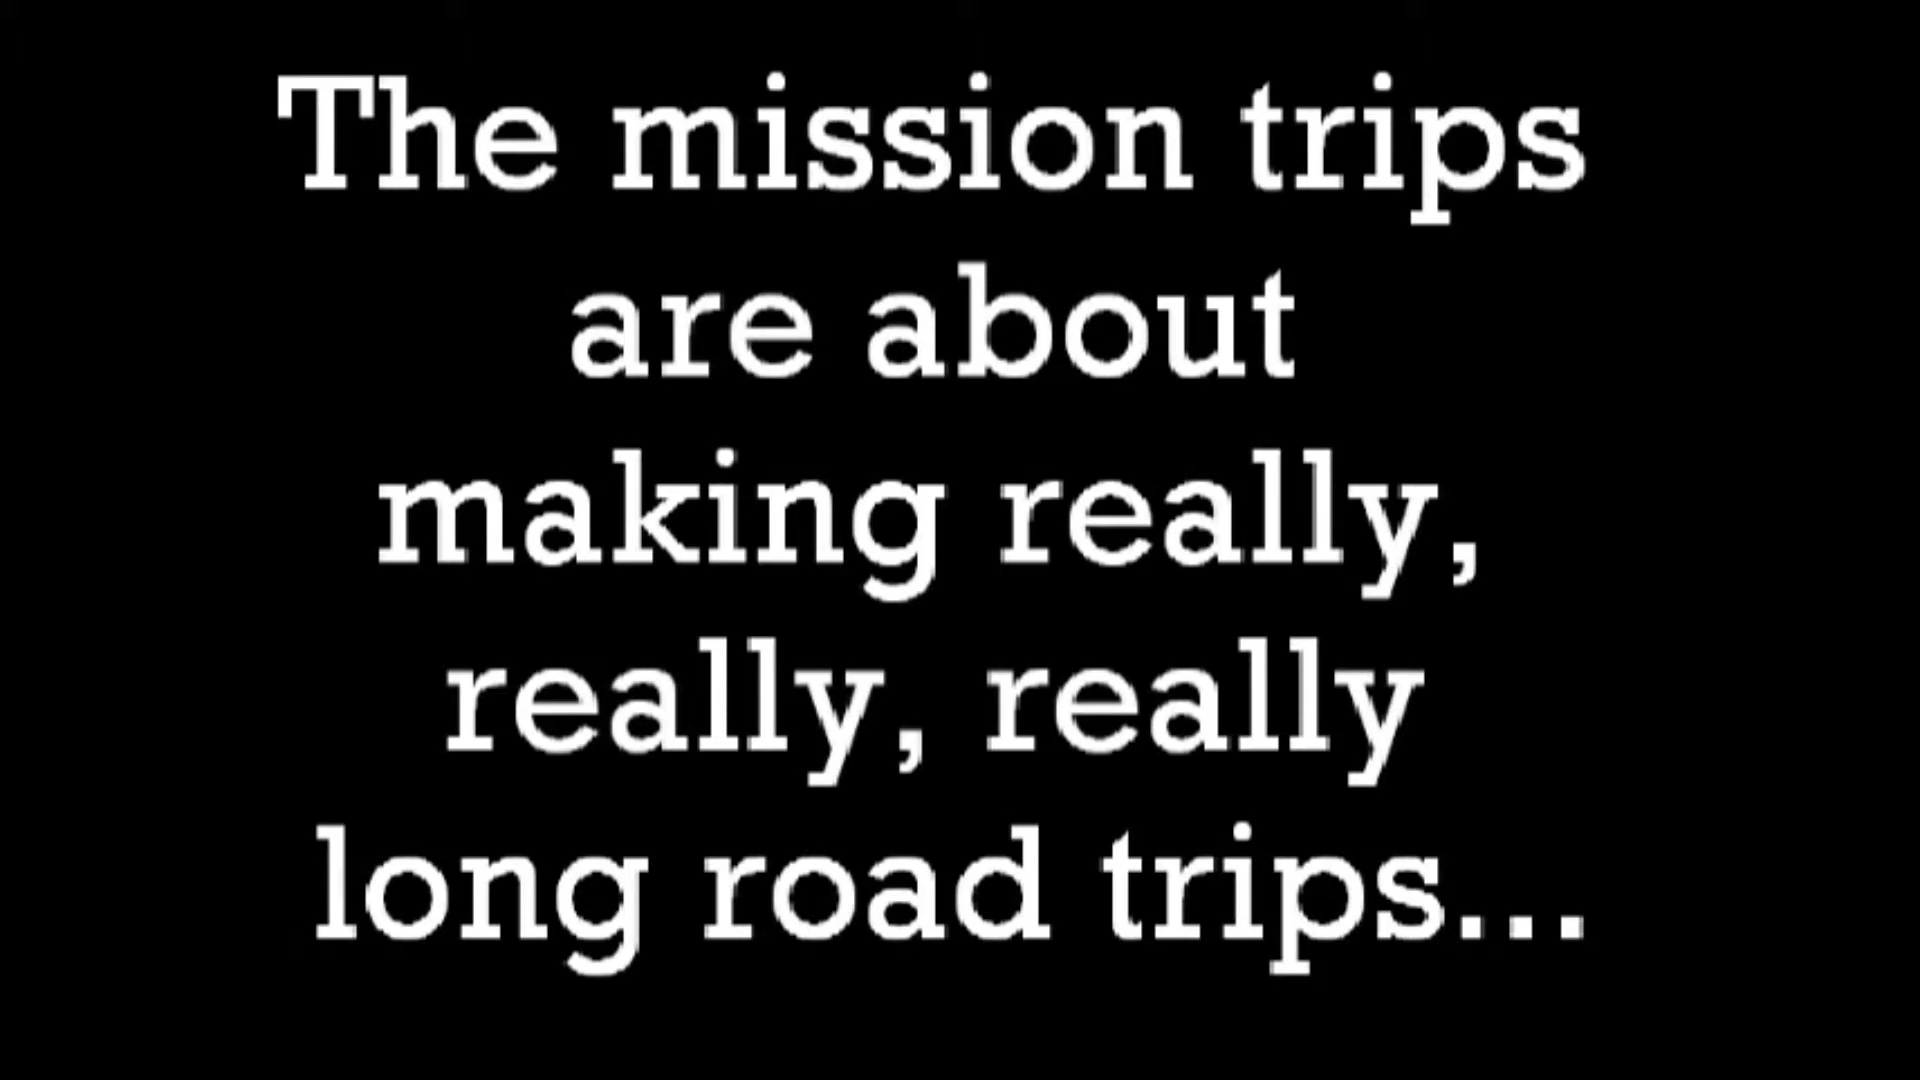 The mission trips
are about
making really,
really, really
long road trips...